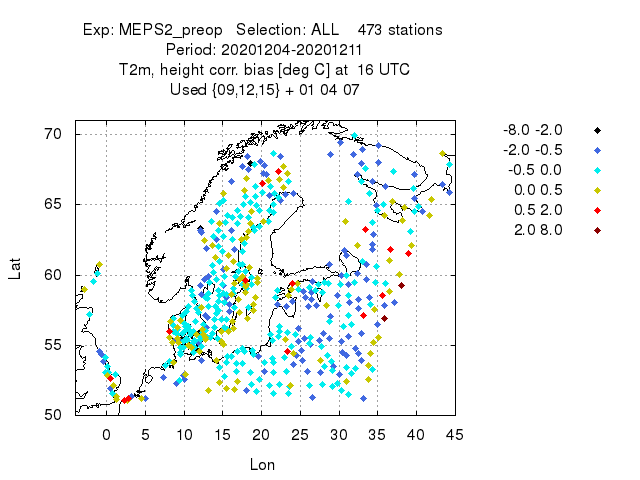 Exp: MEPS2_preop   Selection: ALL    473 stations
Period: 20201204-20201211
T2m, height corr. bias [deg C] at  16 UTC
Used {09,12,15} + 01 04 07
70
65
60
55
50
Lat
0 5 10 15 20 25 30 35 40 45
Lon
-8.0 -2.0
-2.0 -0.5
-0.5 0.0
0.0 0.5
0.5 2.0
2.0 8.0